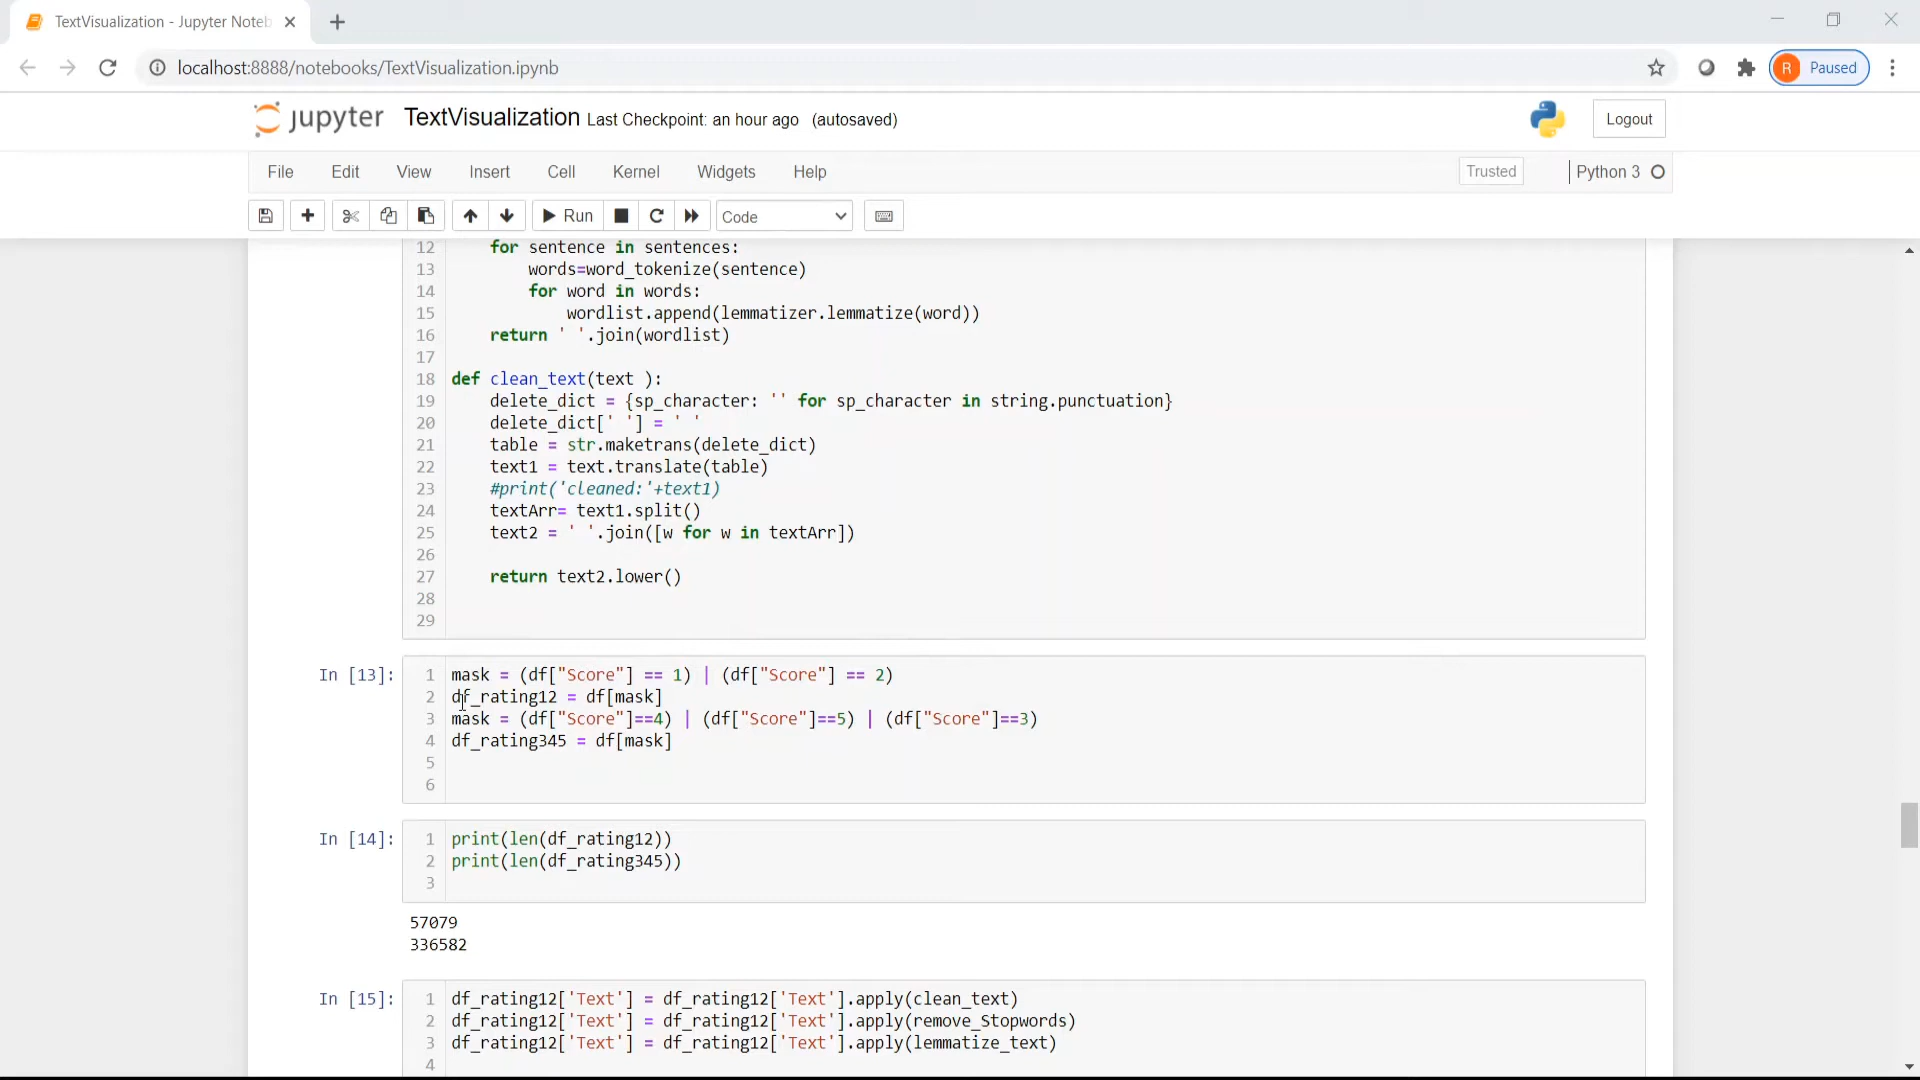 TextVisualization - Jupyter Noteb
localhost:8888/notebooks/TextVisualization.ipynb
R Paused
jupyter TextVisualization Last Checkpoint: an hour ago (autosaved)
Logout
File Edit View Insert Cell Kernel Widgets Help
Trusted Python 3
Run Code
12     for sentence in sentences:
13         words=word_tokenize(sentence)
14         for word in words:
15             wordlist.append(lemmatizer.lemmatize(word))
16     return ' '.join(wordlist)
17
18 def clean_text(text ):
19     delete_dict = {sp_character: '' for sp_character in string.punctuation}
20     delete_dict[' '] = ' '
21     table = str.maketrans(delete_dict)
22     text1 = text.translate(table)
23     #print('cleaned:'+text1)
24     textArr= text1.split()
25     text2 = ' '.join([w for w in textArr])
26
27     return text2.lower()
28
29
In [13]: 1 mask = (df["Score"] == 1) | (df["Score"] == 2)
2 df_rating12 = df[mask]
3 mask = (df["Score"]==4) | (df["Score"]==5) | (df["Score"]==3)
4 df_rating345 = df[mask]
5
6
In [14]: 1 print(len(df_rating12))
2 print(len(df_rating345))
3
57079
336582
In [15]: 1 df_rating12['Text'] = df_rating12['Text'].apply(clean_text)
2 df_rating12['Text'] = df_rating12['Text'].apply(remove_Stopwords)
3 df_rating12['Text'] = df_rating12['Text'].apply(lemmatize_text)
4